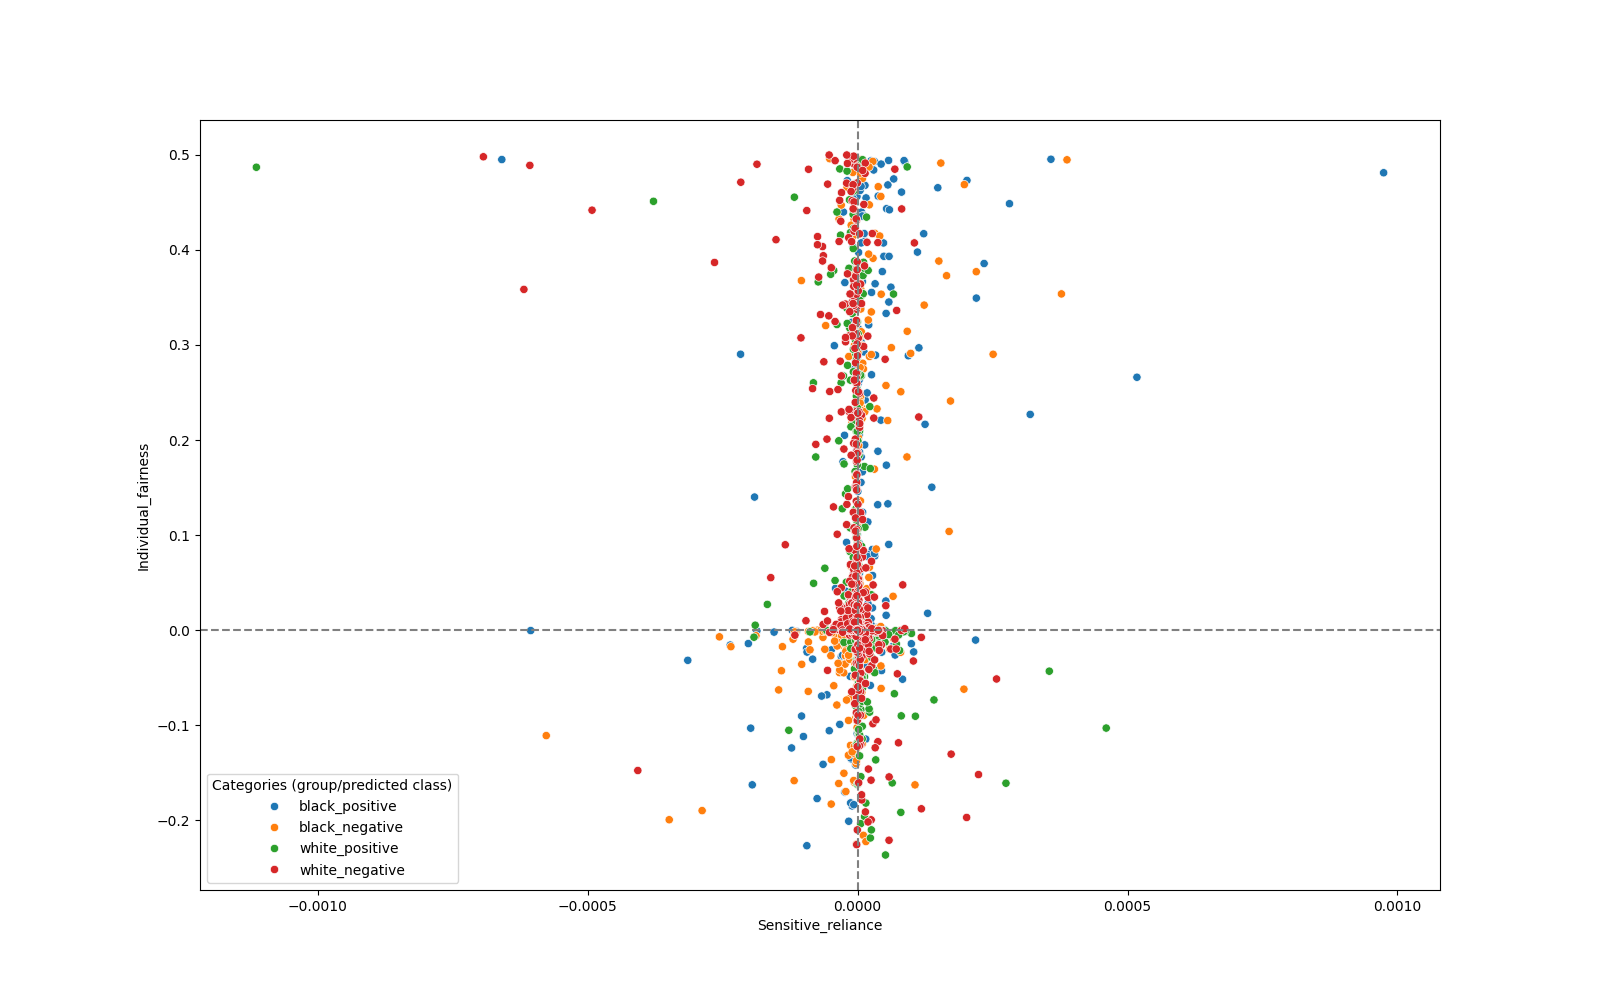 0.5
0.4
0.3
0.2
0.1
0.0
−0.1
−0.2
Individual_fairness
Categories (group/predicted class)
black_positive
black_negative
white_positive
white_negative
−0.0010 −0.0005 0.0000 0.0005 0.0010
Sensitive_reliance